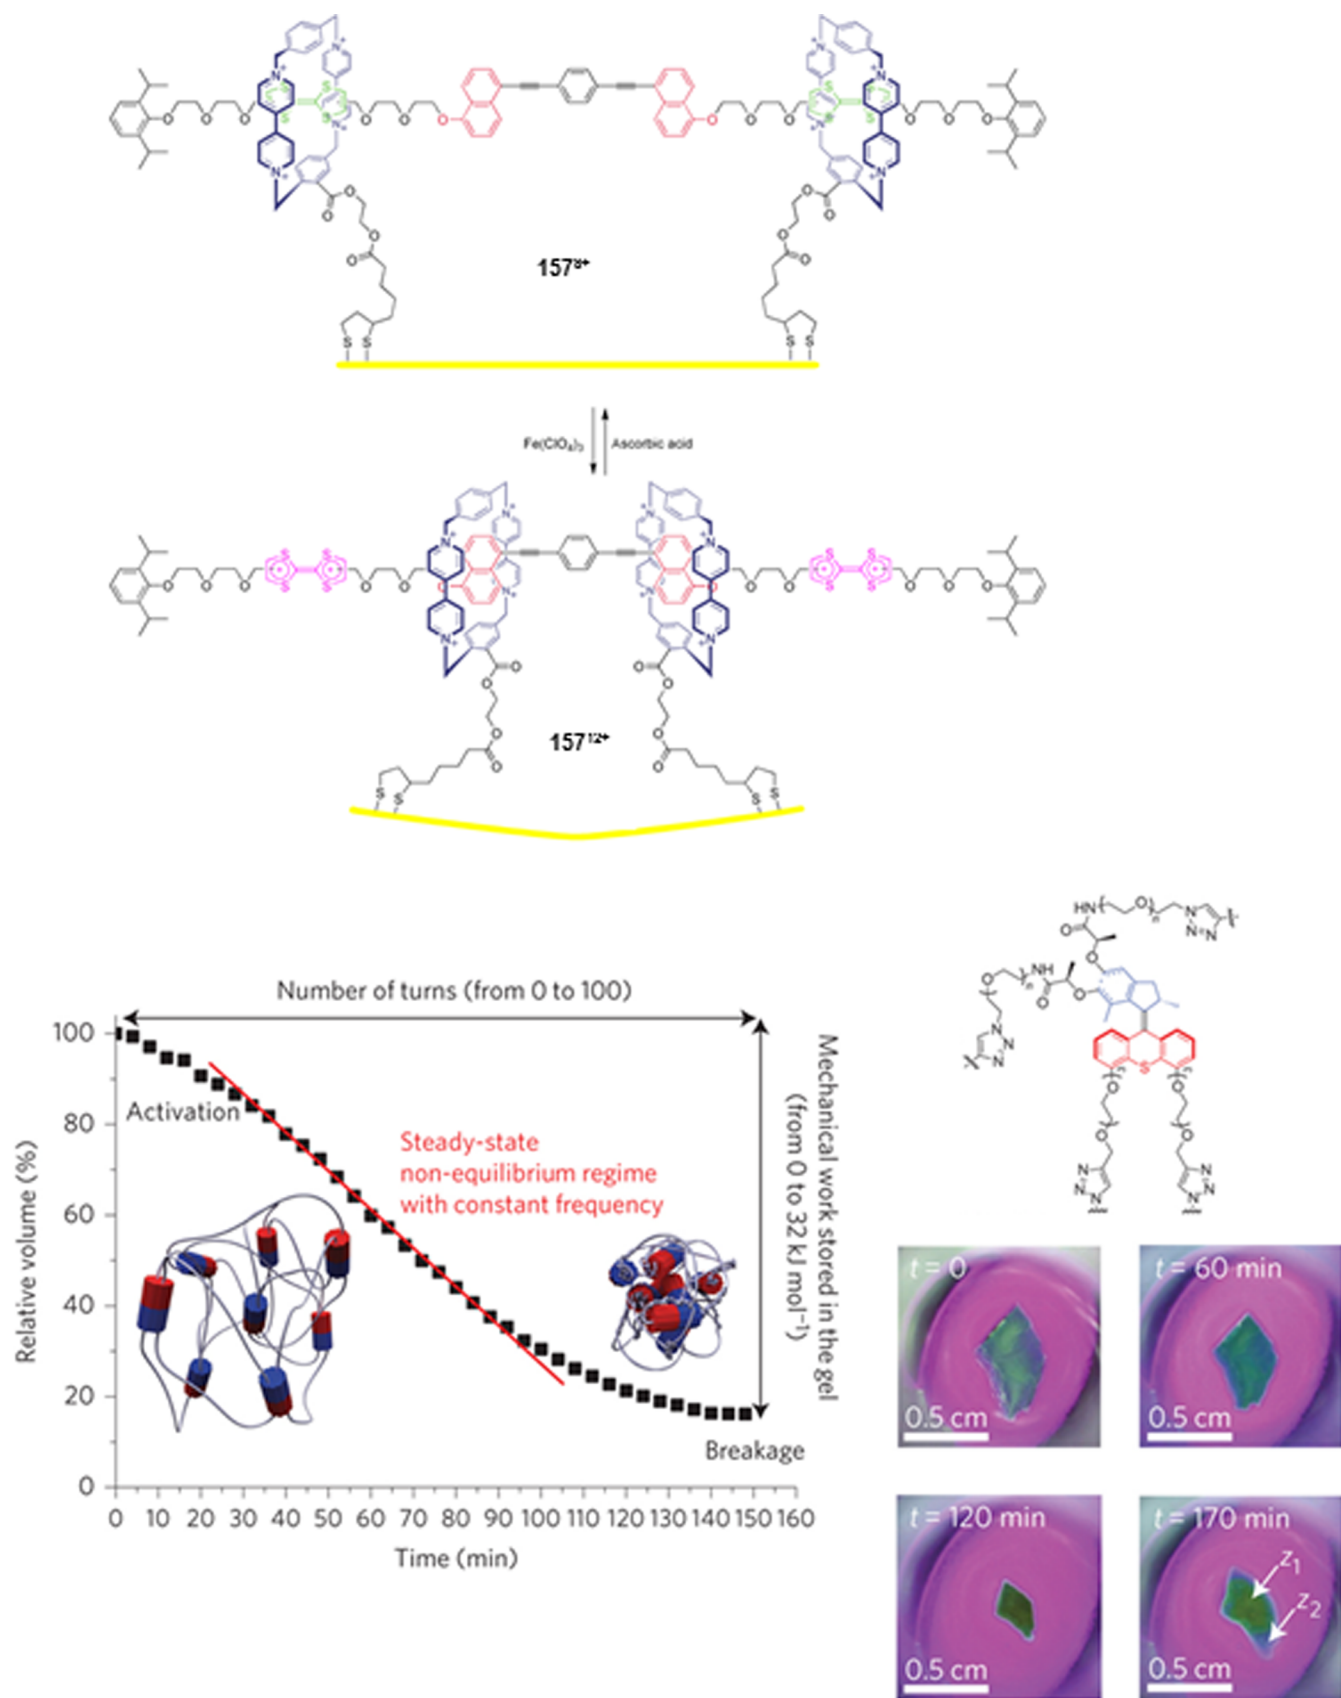 157⁸⁺
Fe(ClO₄)₃
Ascorbic acid
157¹²⁺
Number of turns (from 0 to 100)
Mechanical work stored in the gel
(from 0 to 32 kJ mol⁻¹)
Relative volume (%)
100
80
60
40
20
0
Activation
Steady-state
non-equilibrium regime
with constant frequency
Breakage
0 10 20 30 40 50 60 70 80 90 100 110 120 130 140 150 160
Time (min)
t = 0
0.5 cm
t = 60 min
0.5 cm
t = 120 min
0.5 cm
t = 170 min
z₁
z₂
0.5 cm